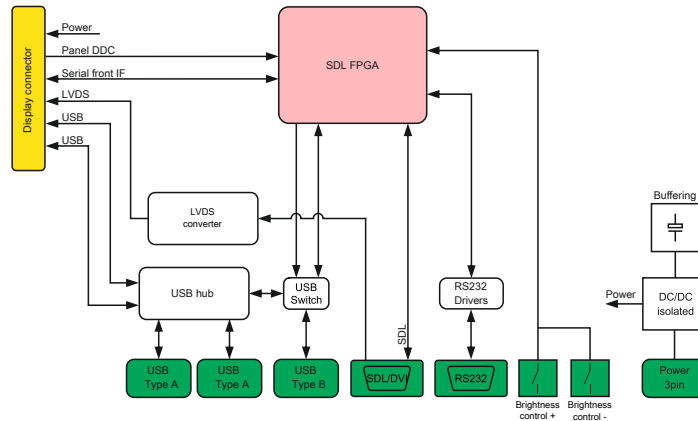 Display connector
Power
Panel DDC
Serial front IF
LVDS
USB
USB
SDL FPGA
LVDS
converter
USB hub
USB
Switch
RS232
Drivers
SDL
Buffering
Power
DC/DC
isolated
USB
Type A
USB
Type A
USB
Type B
SDL/DVI
RS232
Brightness
control +
Brightness
control -
Power
3pin